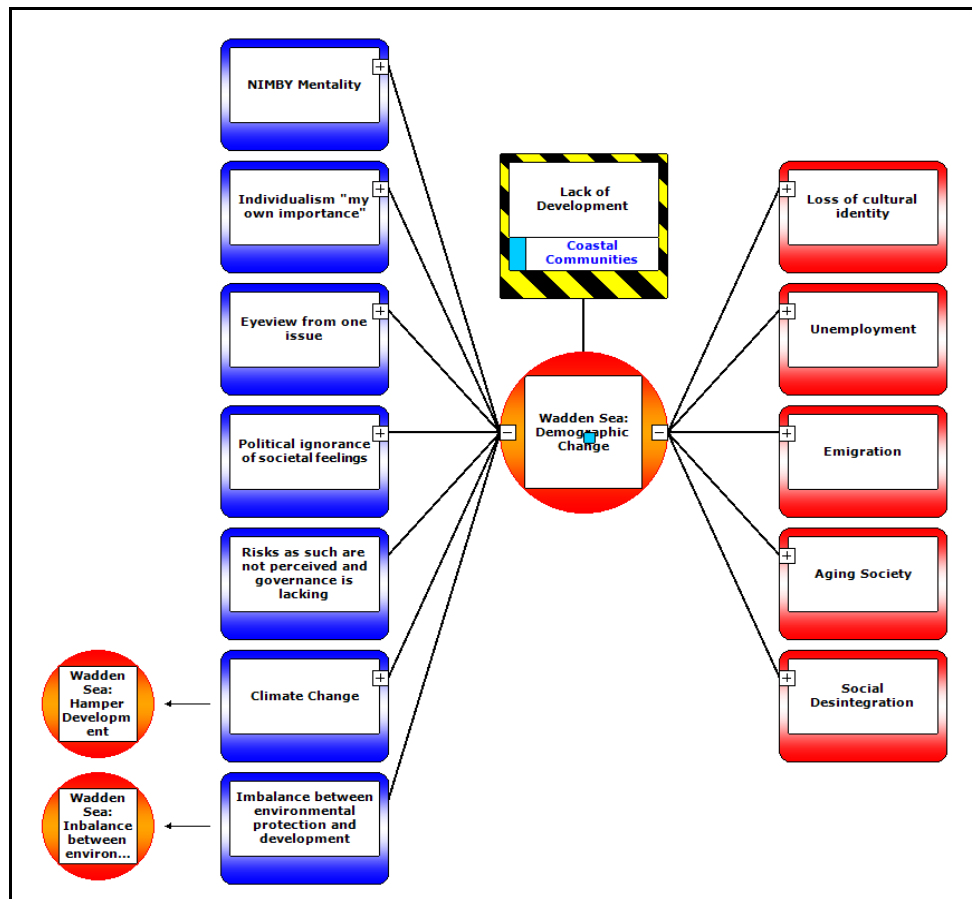 NIMBY Mentality
Individualism "my
own importance"
Eyeview from one
issue
Political ignorance
of societal feelings
Risks as such are
not perceived and
governance is
lacking
Climate Change
Imbalance between
environmental
protection and
development
Wadden
Sea:
Hamper
Developm
ent
Wadden
Sea:
Inbalance
between
environ...
Lack of
Development
Coastal
Communities
Wadden Sea:
Demographic
Change
Loss of cultural
identity
Unemployment
Emigration
Aging Society
Social
Desintegration